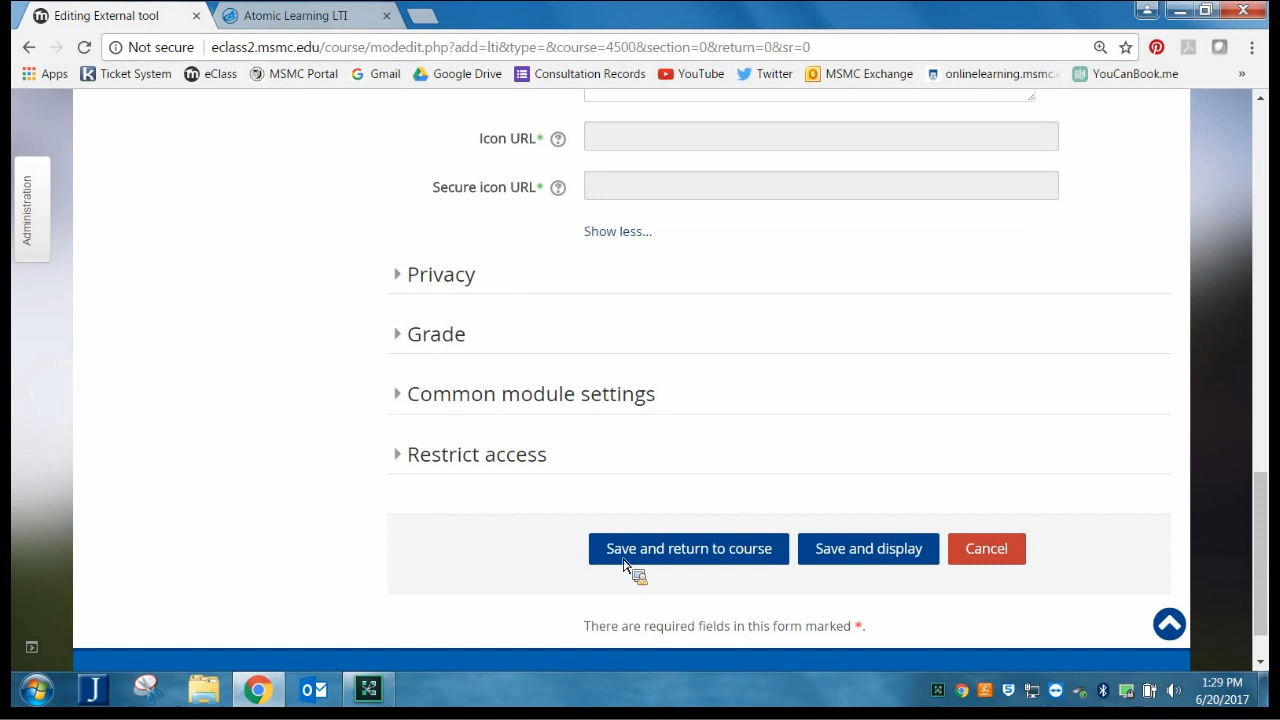 Editing External tool
Atomic Learning LTI
Not secure
eclass2.msmc.edu/course/modedit.php?add=lti&type=&course=4500&section=0&return=0&sr=0
Apps Ticket System eClass MSMC Portal Gmail Google Drive Consultation Records YouTube Twitter MSMC Exchange onlinelearning.msmc. YouCanBook.me »
Administration
Icon URL* ?
Secure icon URL* ?
Show less...
Privacy
Grade
Common module settings
Restrict access
Save and return to course Save and display Cancel
There are required fields in this form marked *.
1:29 PM
6/20/2017